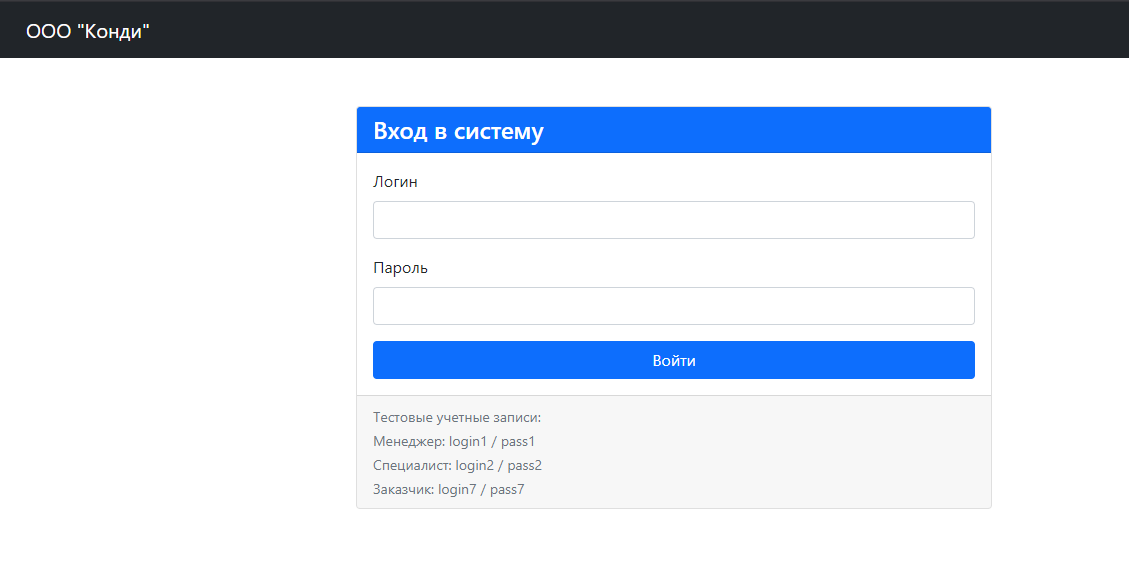 ООО "Конди"
Вход в систему
Логин
Пароль
Войти
Тестовые учетные записи:
Менеджер: login1 / pass1
Специалист: login2 / pass2
Заказчик: login7 / pass7